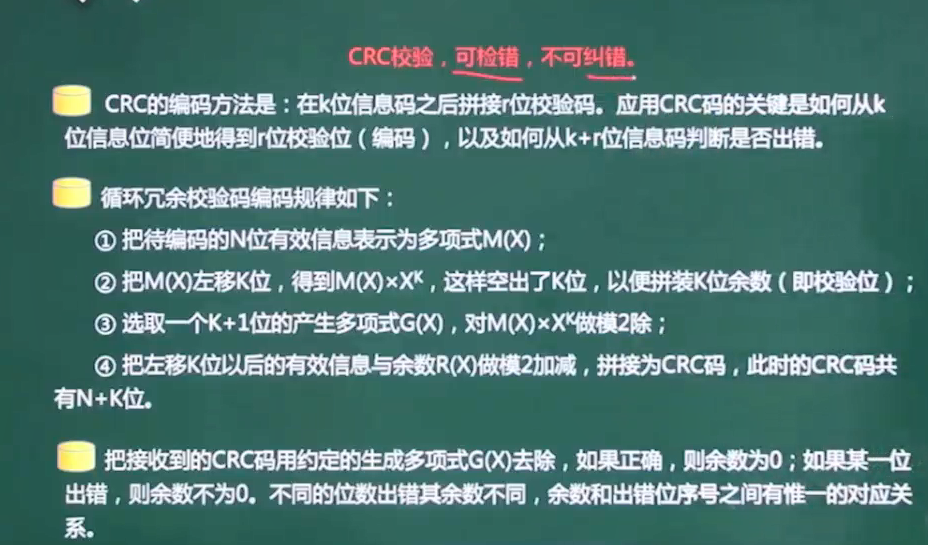 CRC校验，可检错，不可纠错。
CRC的编码方法是：在k位信息码之后拼接r位校验码。应用CRC码的关键是如何从k
位信息位简便地得到r位校验位（编码），以及如何从k+r位信息码判断是否出错。
循环冗余校验码编码规律如下：
① 把待编码的N位有效信息表示为多项式M(X)；
② 把M(X)左移K位，得到M(X)×Xᴷ，这样空出了K位，以便拼装K位余数（即校验位）；
③ 选取一个K+1位的产生多项式G(X)，对M(X)×Xᴷ做模2除；
④ 把左移K位以后的有效信息与余数R(X)做模2加减，拼接为CRC码，此时的CRC码共
有N+K位。
把接收到的CRC码用约定的生成多项式G(X)去除，如果正确，则余数为0；如果某一位
出错，则余数不为0。不同的位数出错其余数不同，余数和出错位序号之间有惟一的对应关
系。